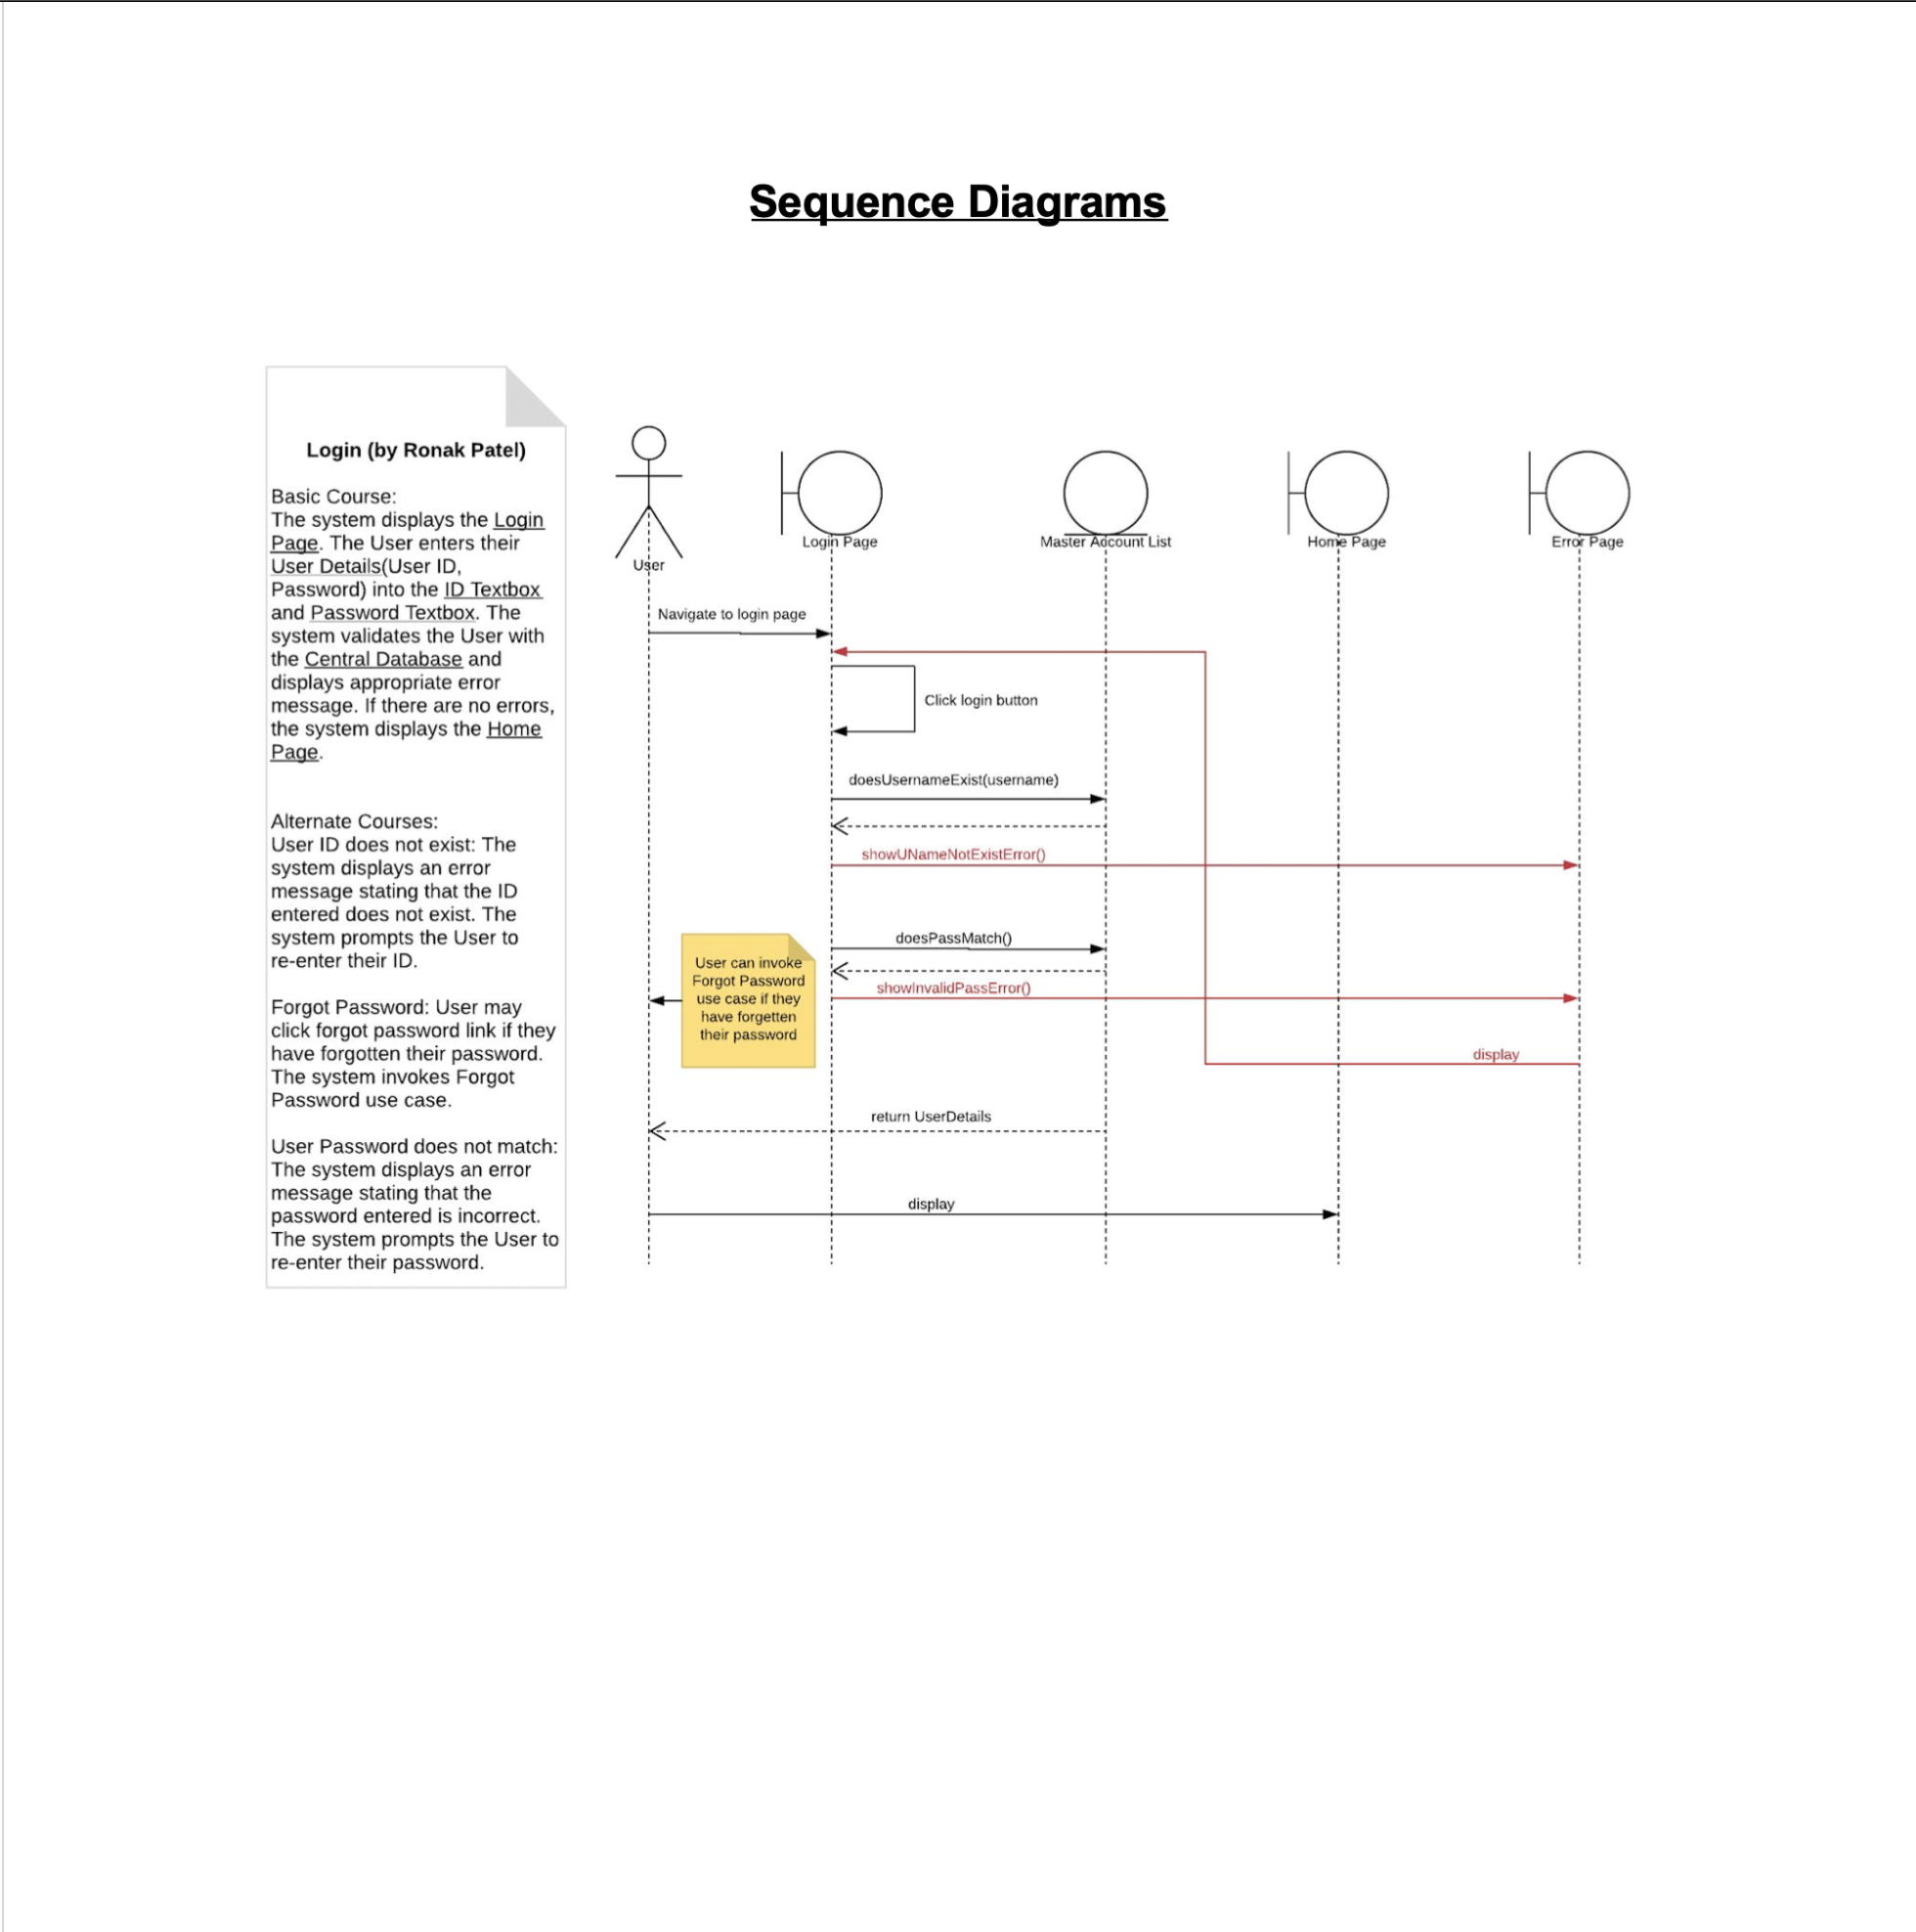 Sequence Diagrams
Login (by Ronak Patel)
Basic Course:
The system displays the Login
Page. The User enters their
User Details(User ID,
Password) into the ID Textbox
and Password Textbox. The
system validates the User with
the Central Database and
displays appropriate error
message. If there are no errors,
the system displays the Home
Page.
Alternate Courses:
User ID does not exist: The
system displays an error
message stating that the ID
entered does not exist. The
system prompts the User to
re-enter their ID.
Forgot Password: User may
click forgot password link if they
have forgotten their password.
The system invokes Forgot
Password use case.
User Password does not match:
The system displays an error
message stating that the
password entered is incorrect.
The system prompts the User to
re-enter their password.
User
Login Page
Master Account List
Home Page
Error Page
Navigate to login page
Click login button
doesUsernameExist(username)
showUNameNotExistError()
doesPassMatch()
User can invoke
Forgot Password
use case if they
have forgetten
their password
showInvalidPassError()
display
return UserDetails
display